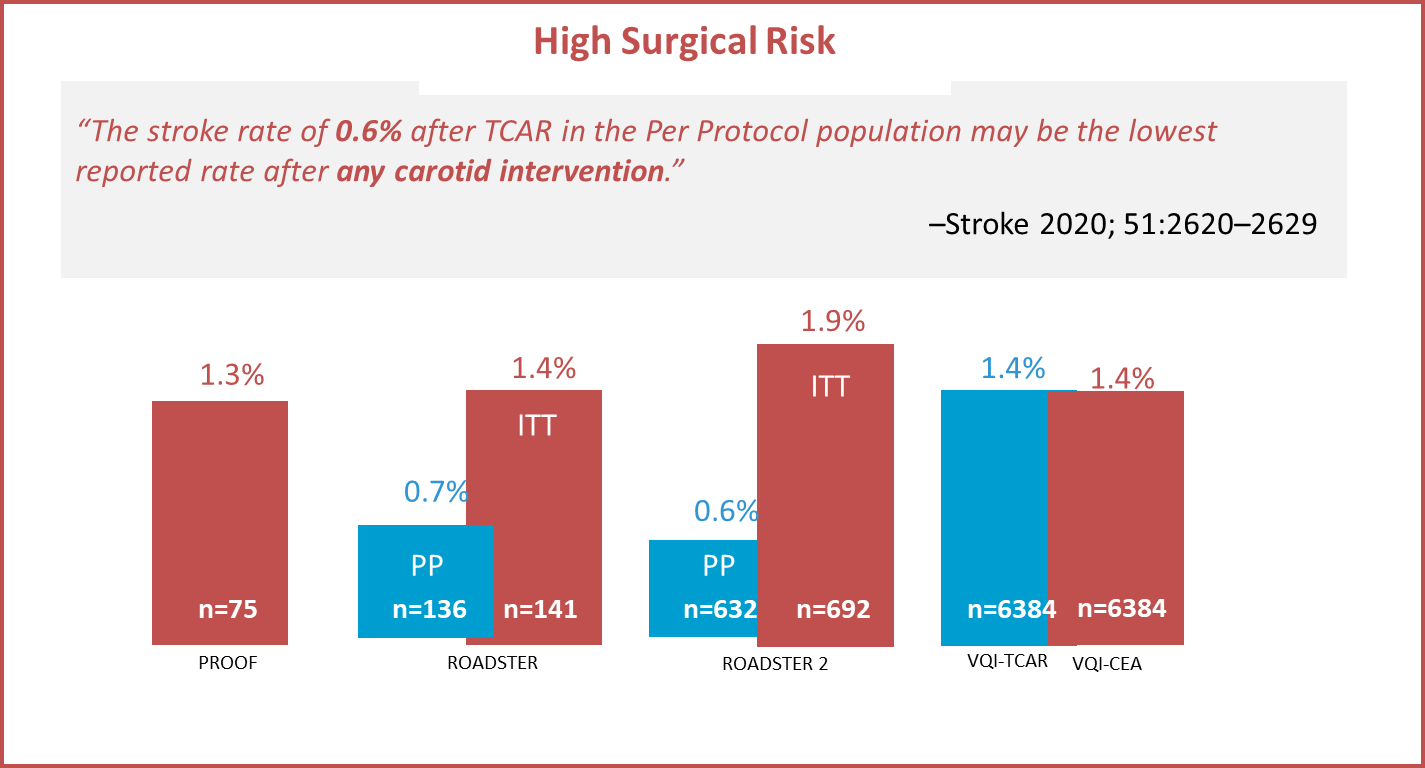 High Surgical Risk
“The stroke rate of 0.6% after TCAR in the Per Protocol population may be the lowest
reported rate after any carotid intervention.”
–Stroke 2020; 51:2620–2629
1.3%
n=75
PROOF
0.7%
PP
n=136
1.4%
ITT
n=141
ROADSTER
0.6%
PP
n=632
1.9%
ITT
n=692
ROADSTER 2
1.4%
n=6384
VQI-TCAR
1.4%
n=6384
VQI-CEA